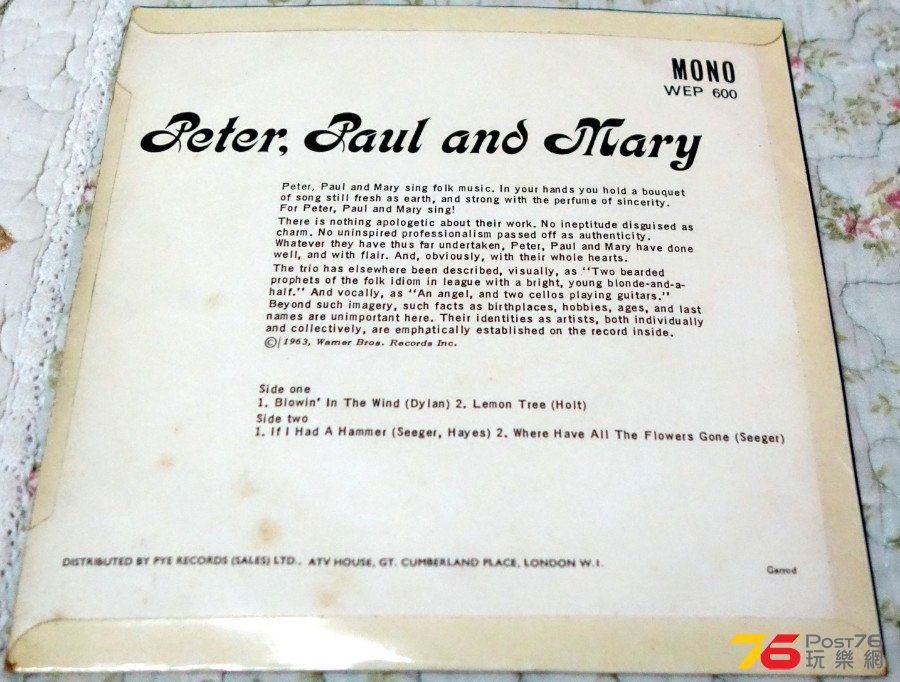 MONO
WEP 600
Peter, Paul and Mary
Peter, Paul and Mary sing folk music. In your hands you hold a bouquet
of song still fresh as earth, and strong with the perfume of sincerity.
For Peter, Paul and Mary sing!
There is nothing apologetic about their work. No ineptitude disguised as
charm. No uninspired professionalism passed off as authenticity.
Whatever they have thus far undertaken, Peter, Paul and Mary have done
well, and with flair. And, obviously, with their whole hearts.
The trio has elsewhere been described, visually, as "Two bearded
prophets of the folk idiom in league with a bright, young blonde-and-a-
half." And vocally, as "An angel, and two cellos playing guitars."
Beyond such imagery, such facts as birthplaces, hobbies, ages, and last
names are unimportant here. Their identities as artists, both individually
and collectively, are emphatically established on the record inside.
©/1963, Warner Bros. Records Inc.
Side one
1. Blowin' In The Wind (Dylan) 2. Lemon Tree (Holt)
Side two
1. If I Had A Hammer (Seeger, Hayes) 2. Where Have All The Flowers Gone (Seeger)
DISTRIBUTED BY PYE RECORDS (SALES) LTD., ATV HOUSE, GT. CUMBERLAND PLACE, LONDON W.1.
Garrod
76 Post76
玩樂網